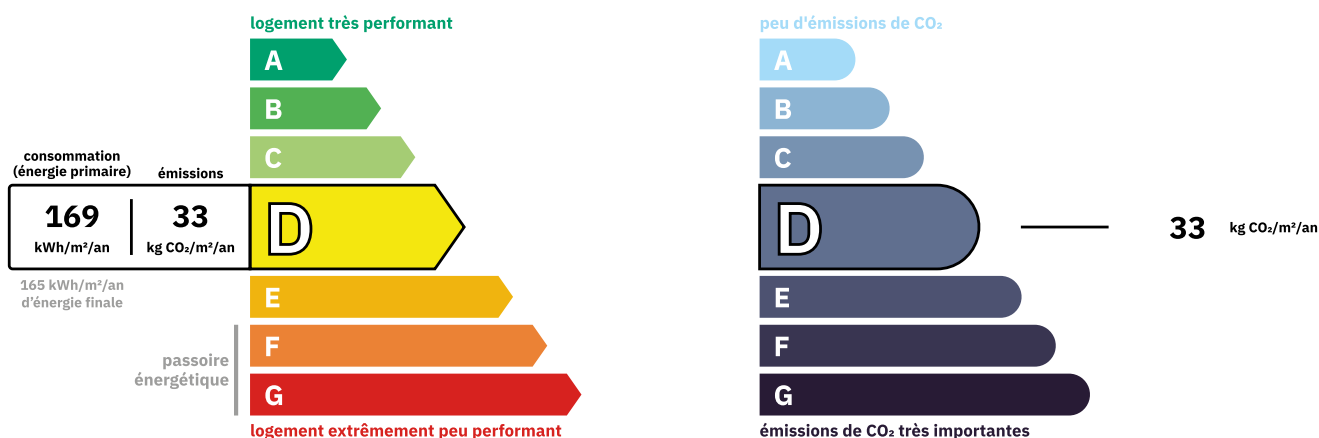 logement très performant
A
B
C
consommation
(énergie primaire)
émissions
169
kWh/m²/an
33
kg CO₂/m²/an
D
165 kWh/m²/an
d’énergie finale
E
F
passoire
énergétique
G
logement extrêmement peu performant
peu d'émissions de CO₂
A
B
C
D
33 kg CO₂/m²/an
E
F
G
émissions de CO₂ très importantes